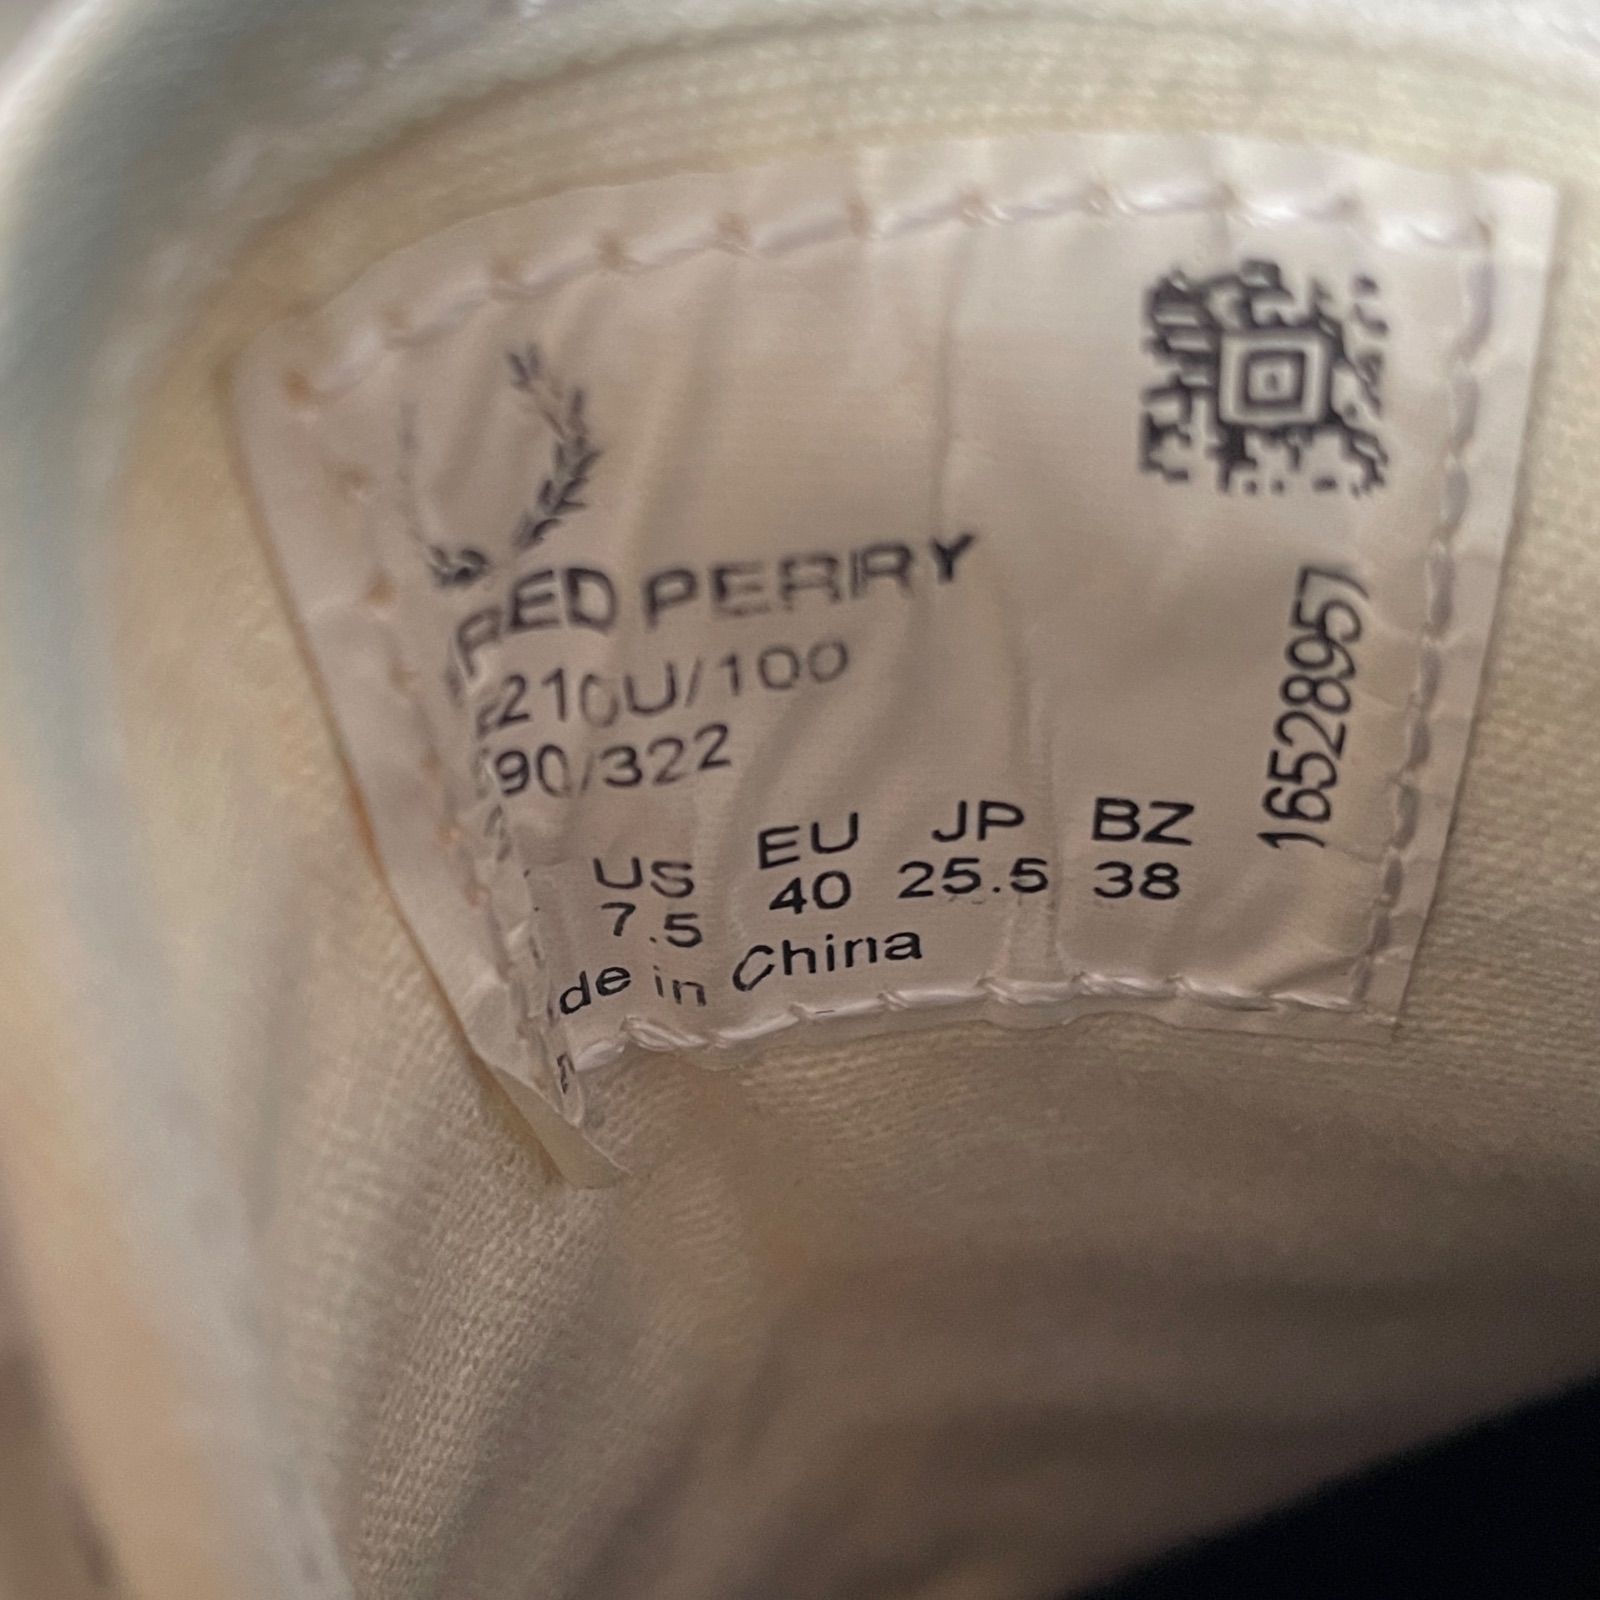 FRED PERRY
210U/100
90/322
US EU JP BZ
7.5 40 25.5 38
de in China
16528957